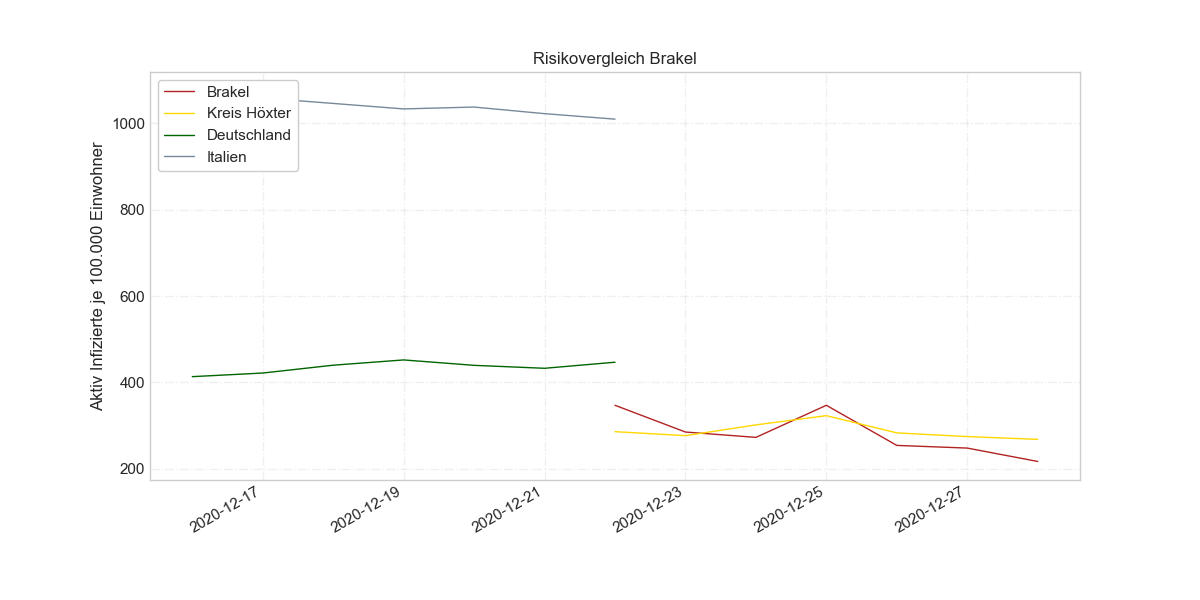 Risikovergleich Brakel
Brakel
Kreis Höxter
Deutschland
Italien
Aktiv Infizierte je 100.000 Einwohner
1000
800
600
400
200
2020-12-17
2020-12-19
2020-12-21
2020-12-23
2020-12-25
2020-12-27